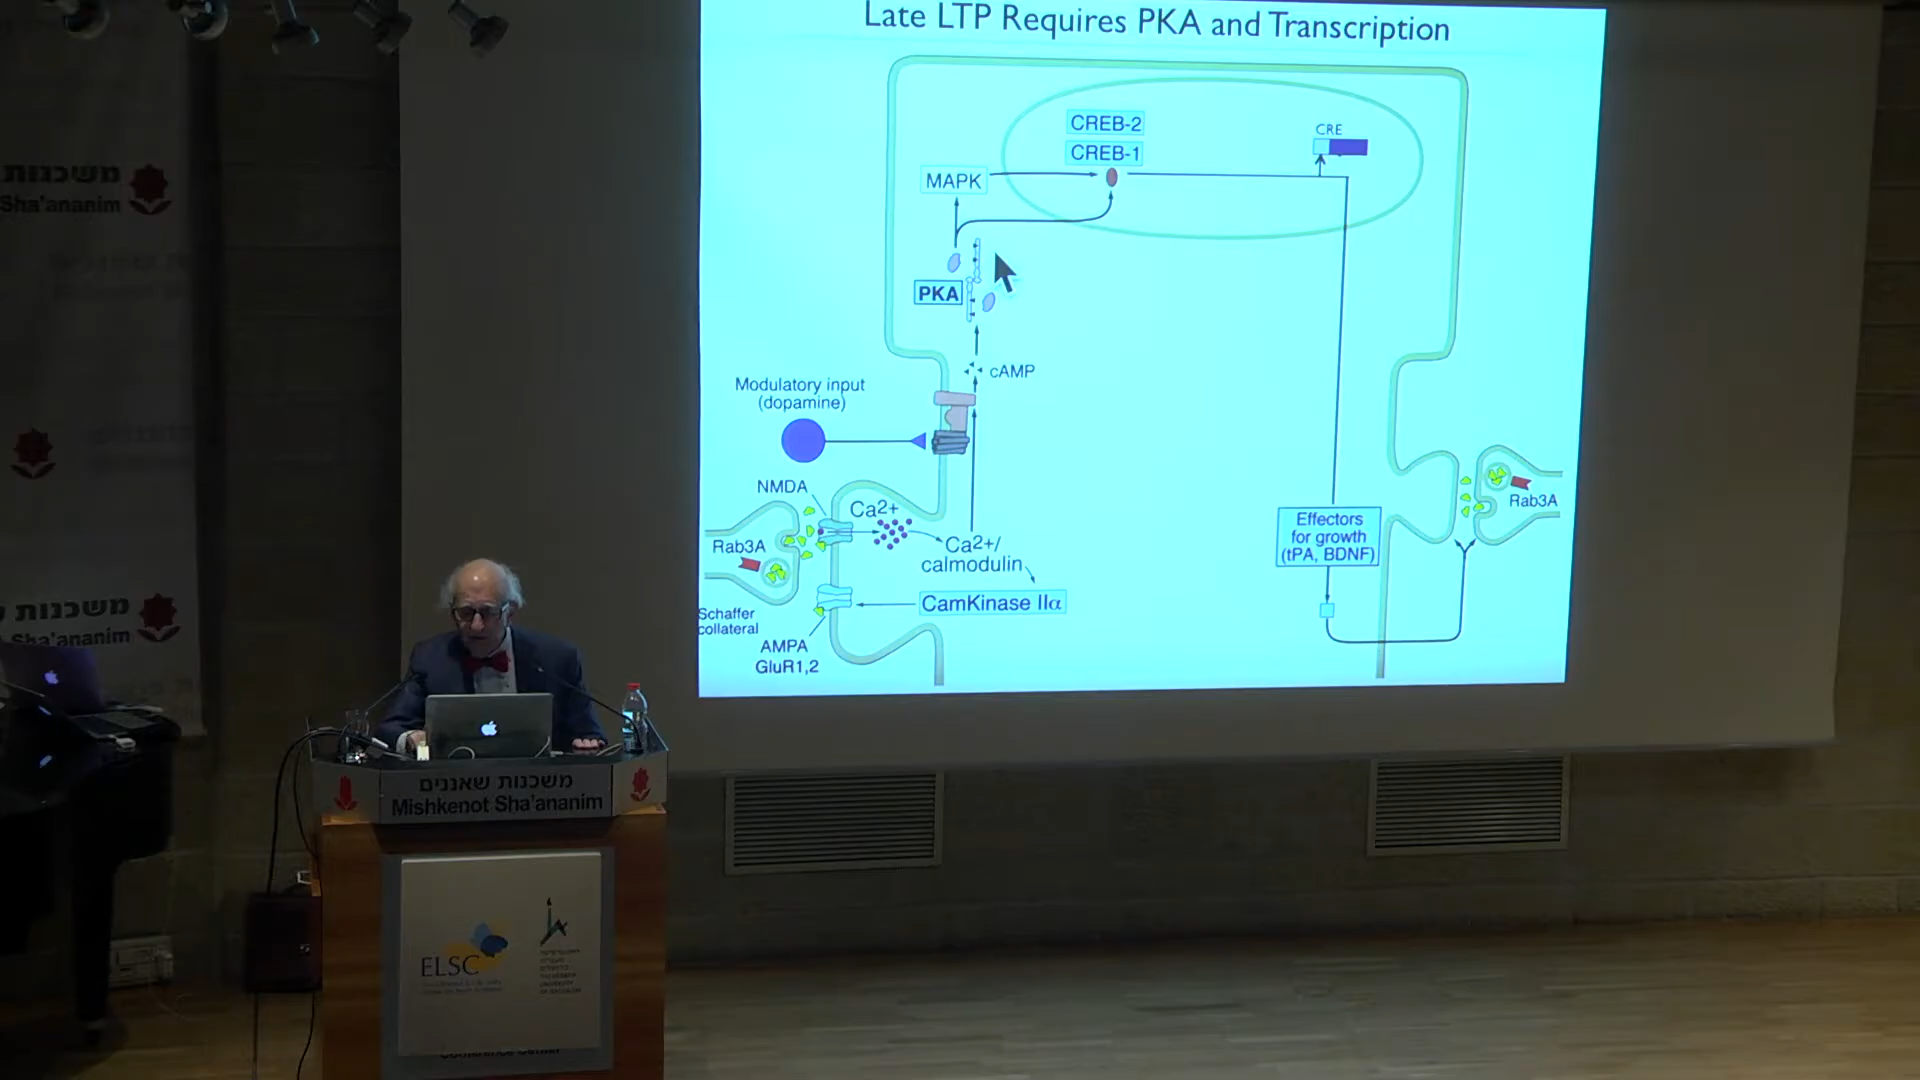 Late LTP Requires PKA and Transcription
CREB-2
CREB-1
CRE
MAPK
PKA
cAMP
Modulatory input
(dopamine)
NMDA
Ca2+
Rab3A
Ca2+/
calmodulin
CamKinase IIα
Schaffer
collateral
AMPA
GluR1,2
Effectors
for growth
(tPA, BDNF)
Rab3A
משכנות
Sha'ananim
משכנות
Sha'ananim
משכנות שאננים
Mishkenot Sha'ananim
ELSC